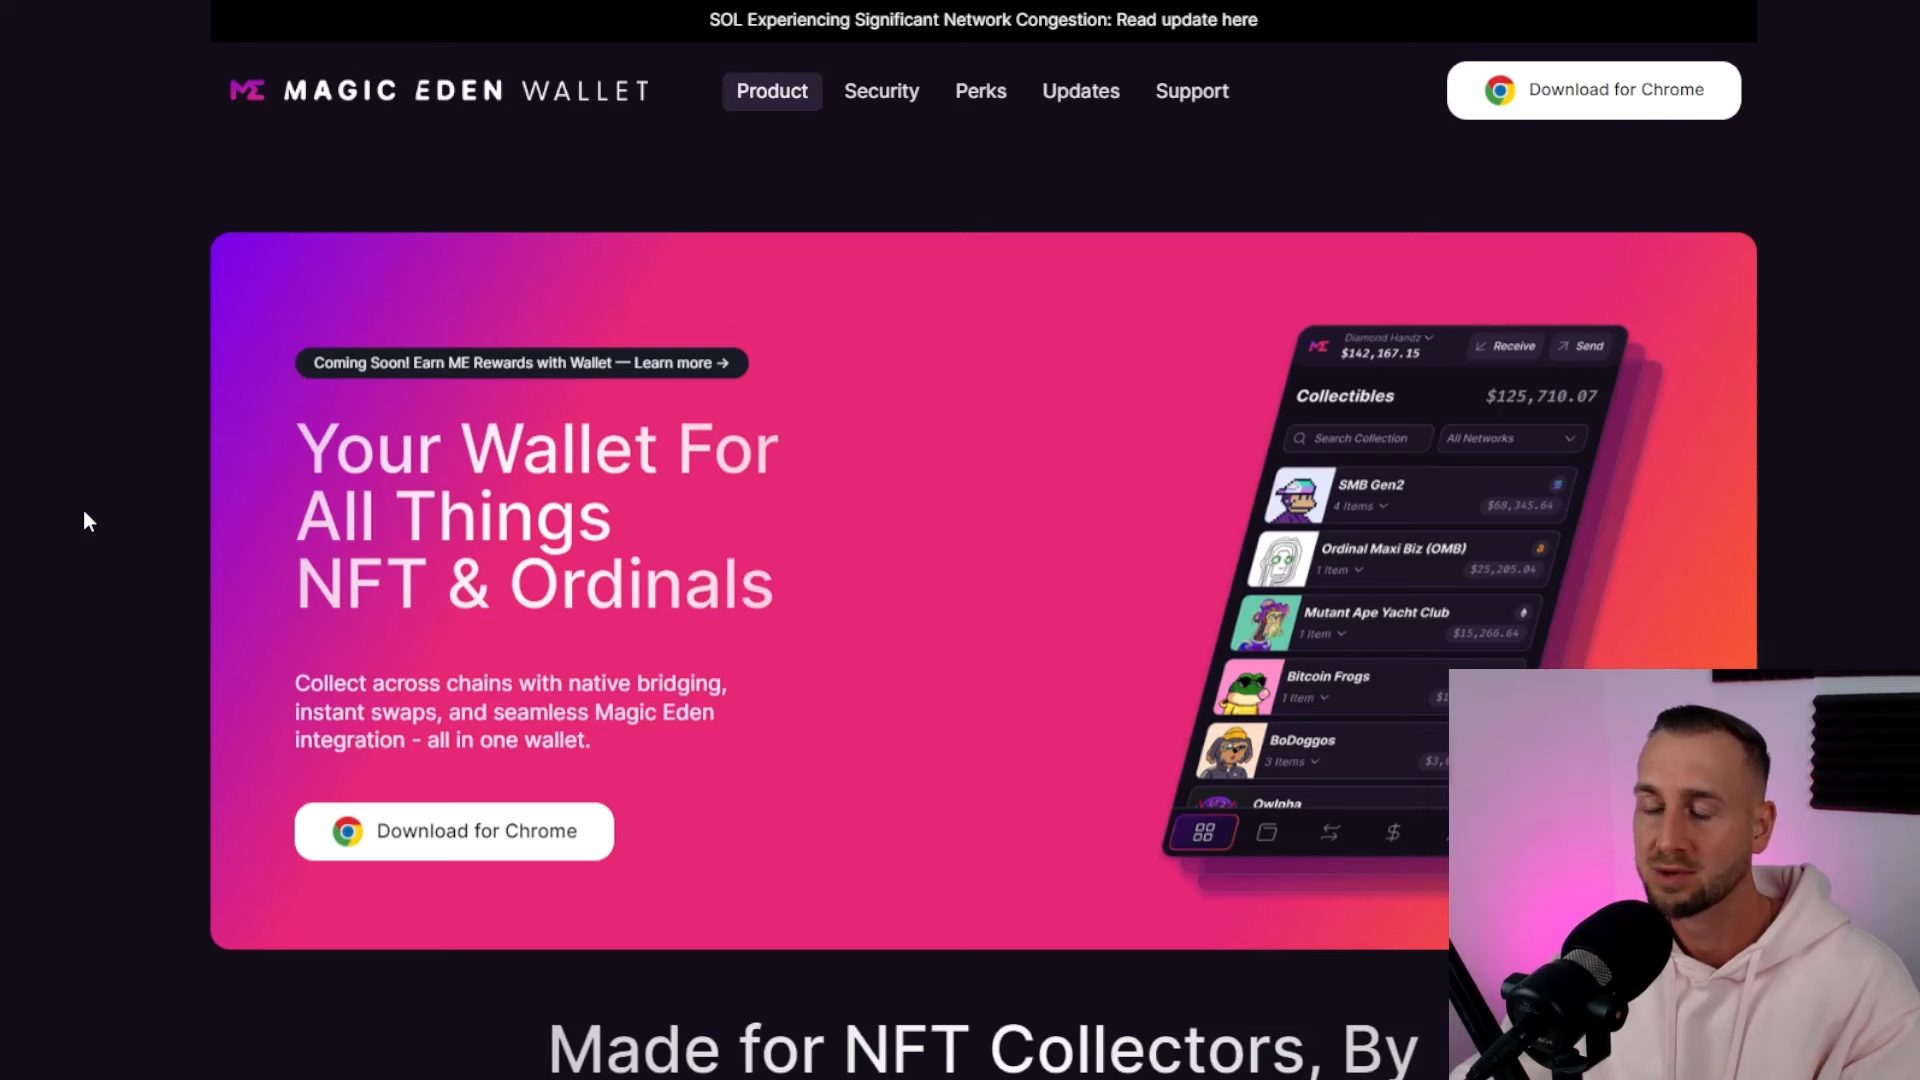 SOL Experiencing Significant Network Congestion: Read update here
ME MAGIC EDEN WALLET
Product
Security
Perks
Updates
Support
Download for Chrome
Coming Soon! Earn ME Rewards with Wallet — Learn more →
Your Wallet For
All Things
NFT & Ordinals
Collect across chains with native bridging,
instant swaps, and seamless Magic Eden
integration - all in one wallet.
Download for Chrome
ME
Diamond Handz
$142,167.15
Receive
Send
Collectibles
$125,710.07
Search Collection
All Networks
SMB Gen2
4 Items
$68,345.64
Ordinal Maxi Biz (OMB)
1 Item
$25,205.04
Mutant Ape Yacht Club
1 Item
$15,266.64
Bitcoin Frogs
1 Item
BoDoggos
3 Items
Made for NFT Collectors, By